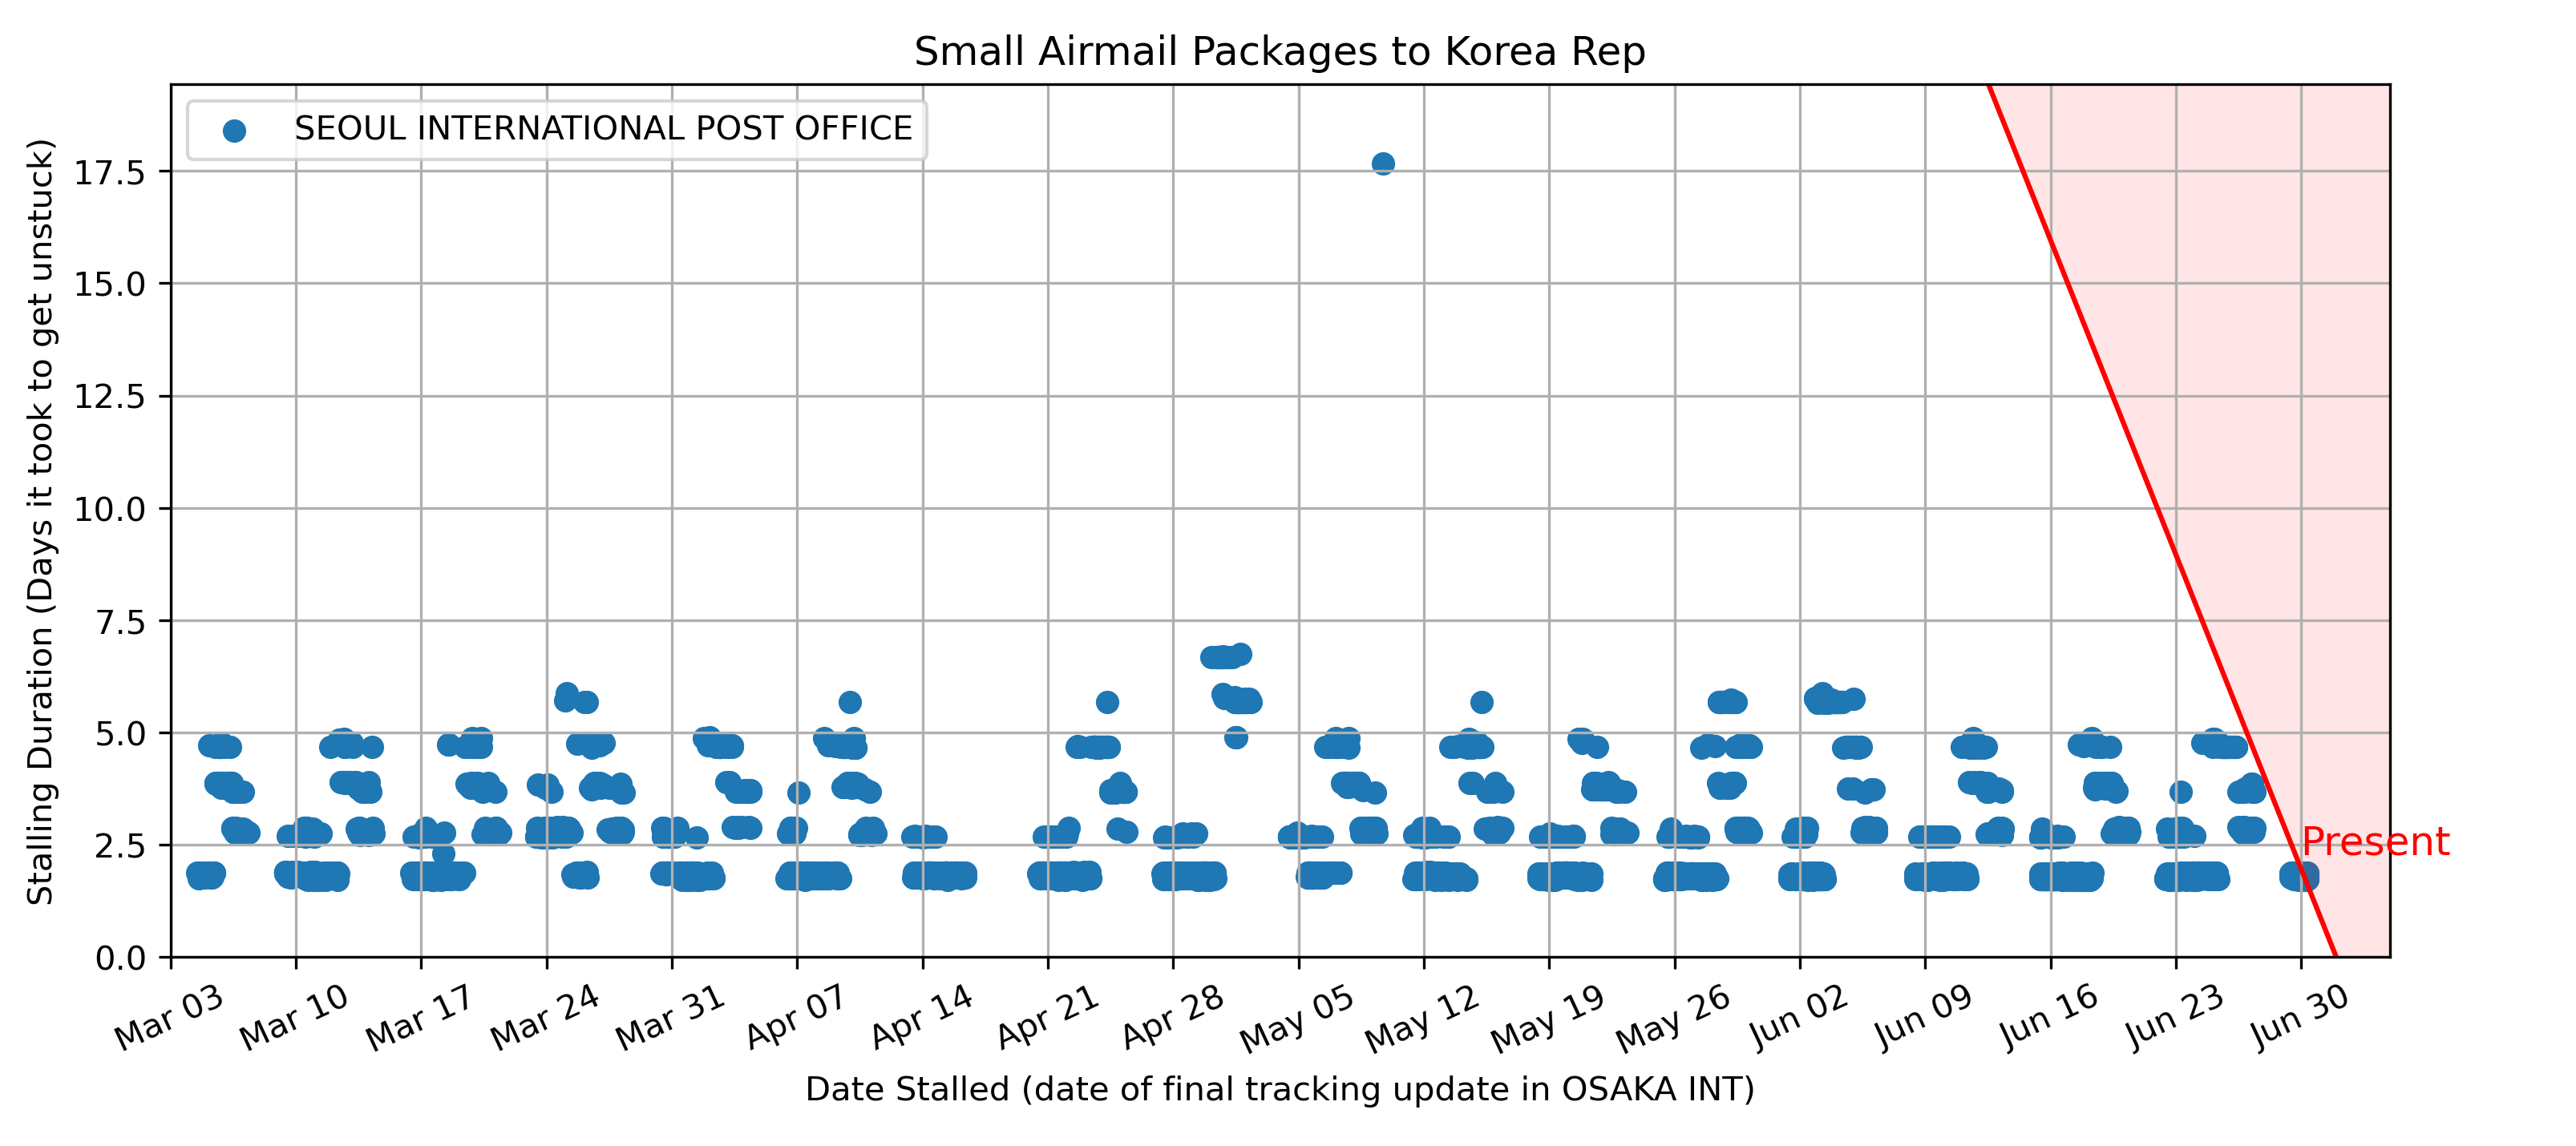 Small Airmail Packages to Korea Rep
SEOUL INTERNATIONAL POST OFFICE
Stalling Duration (Days it took to get unstuck)
17.5
15.0
12.5
10.0
7.5
5.0
2.5
0.0
Present
Mar 03
Mar 10
Mar 17
Mar 24
Mar 31
Apr 07
Apr 14
Apr 21
Apr 28
May 05
May 12
May 19
May 26
Jun 02
Jun 09
Jun 16
Jun 23
Jun 30
Date Stalled (date of final tracking update in OSAKA INT)